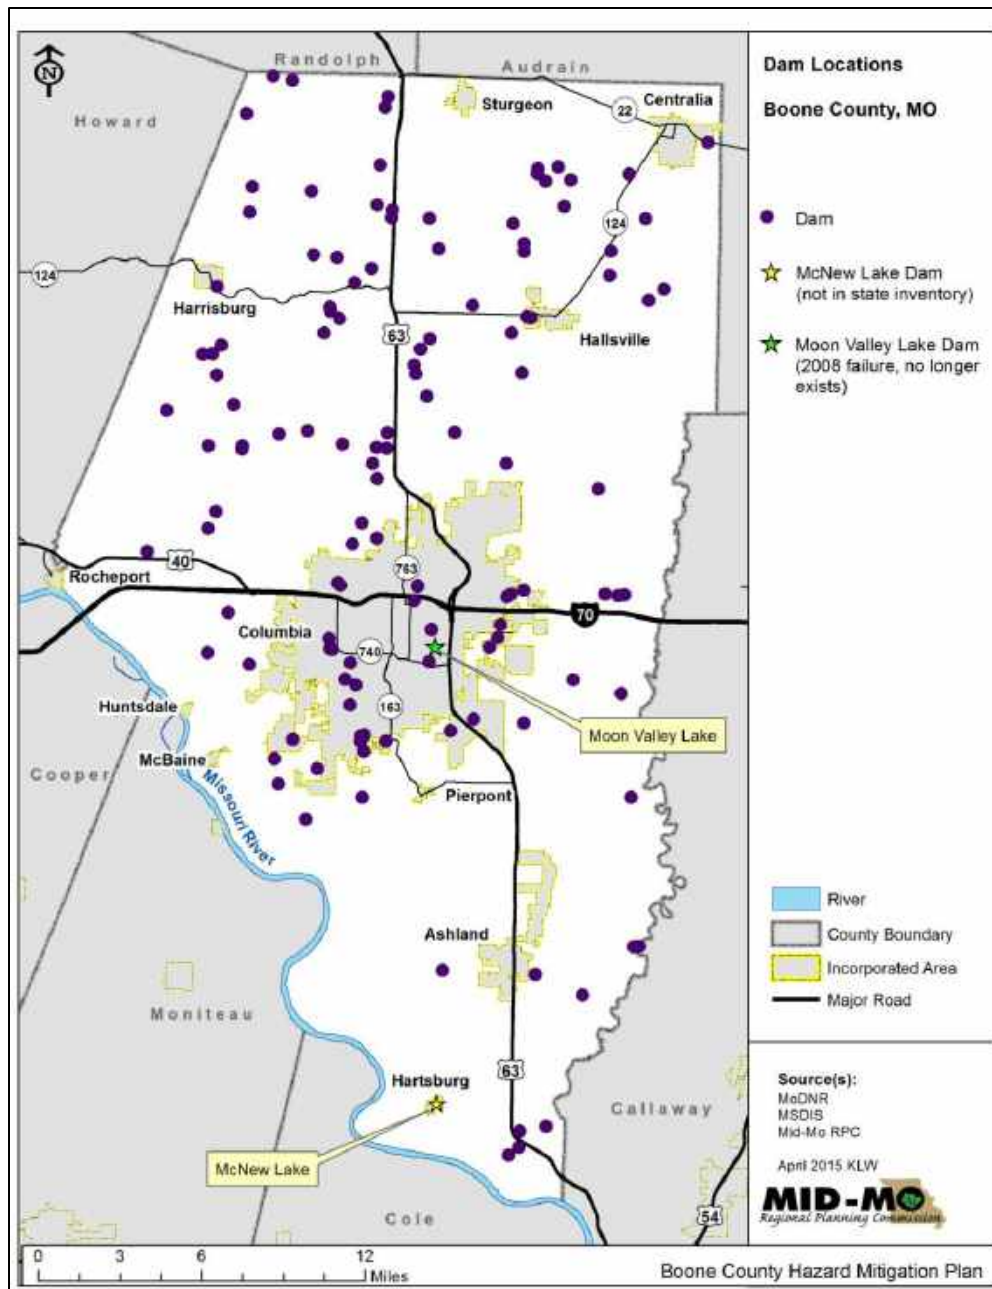 N
Randolph
Audrain
Howard
Sturgeon
Centralia
22
124
124
Harrisburg
Hallsville
63
40
Rocheport
763
70
Columbia
740
163
Huntsdale
McBaine
Moon Valley Lake
Cooper
Missouri River
Pierpont
Ashland
Moniteau
63
Hartsburg
Callaway
McNew Lake
Cole
54
Dam Locations
Boone County, MO
Dam
McNew Lake Dam
(not in state inventory)
Moon Valley Lake Dam
(2008 failure, no longer
exists)
River
County Boundary
Incorporated Area
Major Road
Source(s):
MoDNR
MSDIS
Mid-Mo RPC
April 2015 KLW
MID-MO
Regional Planning Commission
0 3 6 12
Miles
Boone County Hazard Mitigation Plan